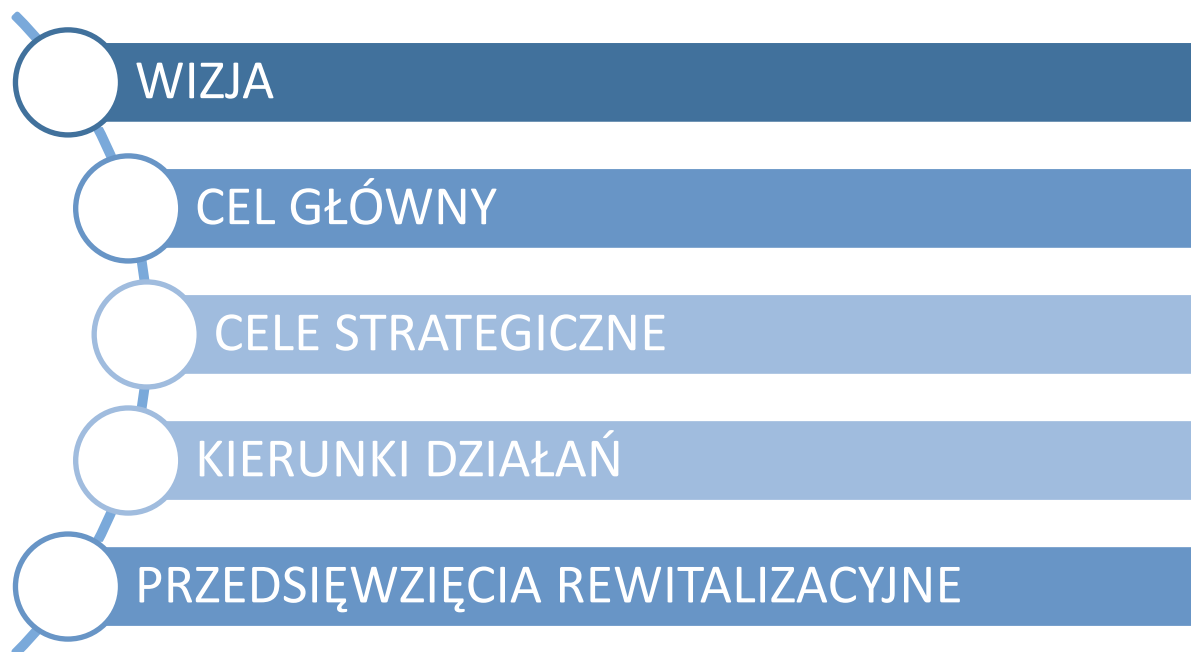 WIZJA
CEL GŁÓWNY
CELE STRATEGICZNE
KIERUNKI DZIAŁAŃ
PRZEDSIĘWZIĘCIA REWITALIZACYJNE